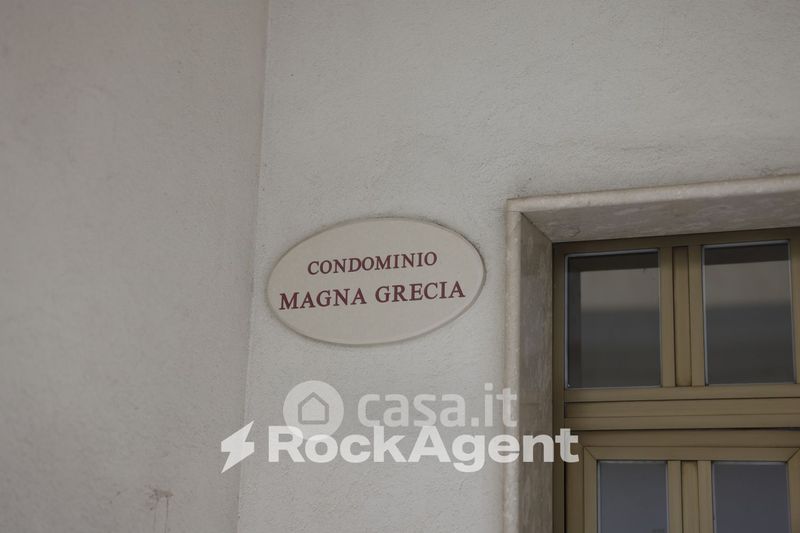 CONDOMINIO
MAGNA GRECIA
casa.it
RockAgent